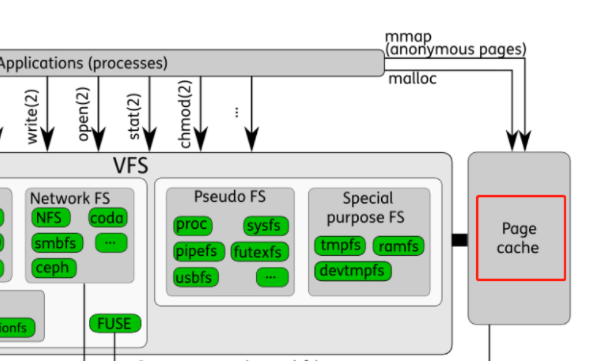 mmap
(anonymous pages)
Applications (processes)
malloc
write(2)
open(2)
stat(2)
chmod(2)
...
VFS
Network FS
NFS
coda
smbfs
...
ceph
ionfs
FUSE
Pseudo FS
proc
sysfs
pipefs
futexfs
usbfs
...
Special
purpose FS
tmpfs
ramfs
devtmpfs
Page
cache